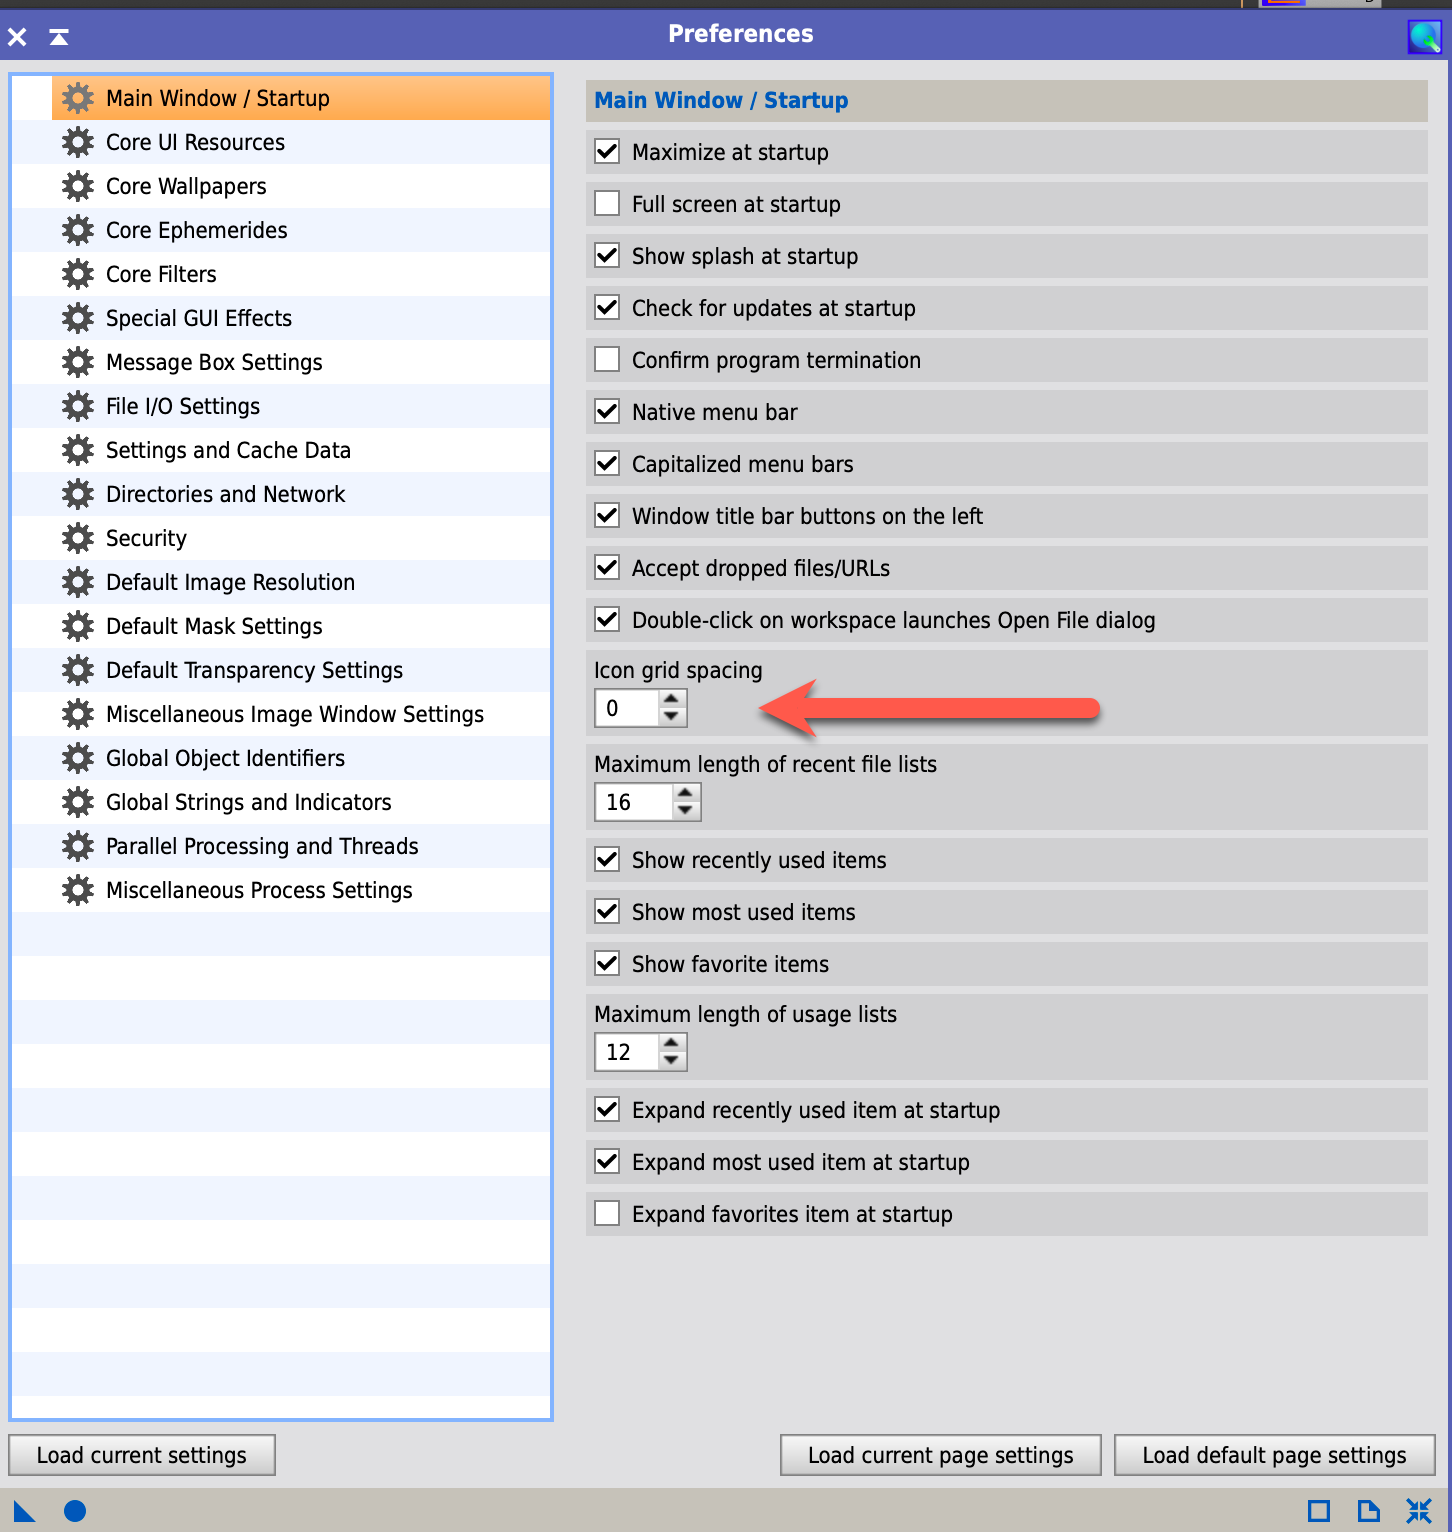 Preferences
Main Window / Startup
Core UI Resources
Core Wallpapers
Core Ephemerides
Core Filters
Special GUI Effects
Message Box Settings
File I/O Settings
Settings and Cache Data
Directories and Network
Security
Default Image Resolution
Default Mask Settings
Default Transparency Settings
Miscellaneous Image Window Settings
Global Object Identifiers
Global Strings and Indicators
Parallel Processing and Threads
Miscellaneous Process Settings
Main Window / Startup
Maximize at startup
Full screen at startup
Show splash at startup
Check for updates at startup
Confirm program termination
Native menu bar
Capitalized menu bars
Window title bar buttons on the left
Accept dropped files/URLs
Double-click on workspace launches Open File dialog
Icon grid spacing
0
Maximum length of recent file lists
16
Show recently used items
Show most used items
Show favorite items
Maximum length of usage lists
12
Expand recently used item at startup
Expand most used item at startup
Expand favorites item at startup
Load current settings
Load current page settings
Load default page settings